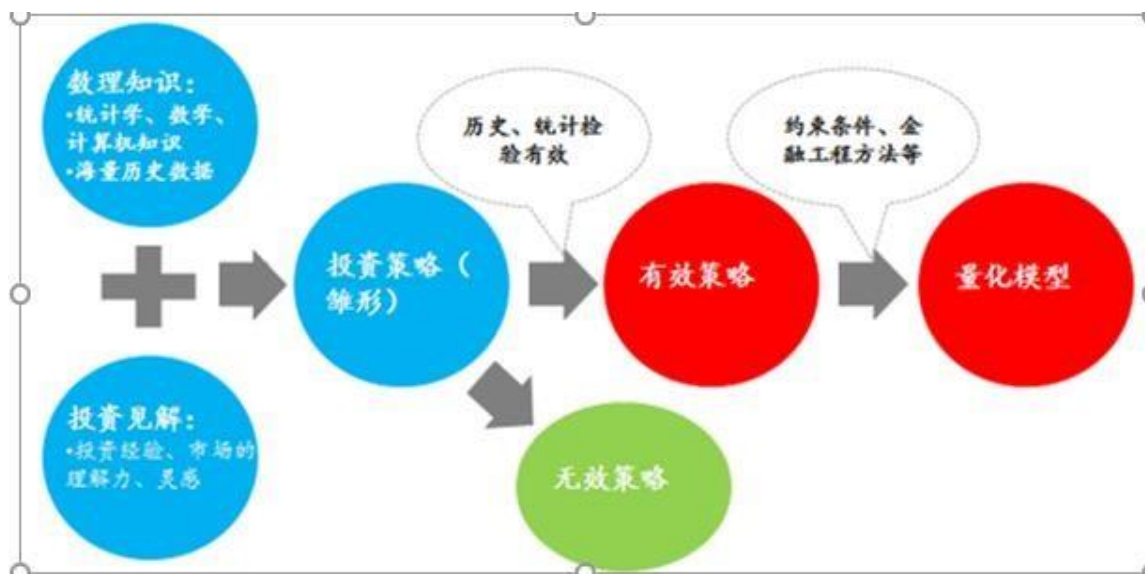 数理知识：
•统计学、数学、
计算机知识
•海量历史数据
投资见解：
•投资经验、市场的
理解力、灵感
投资策略（
雏形）
历史、统计检
验有效
有效策略
无效策略
约束条件、金
融工程方法等
量化模型